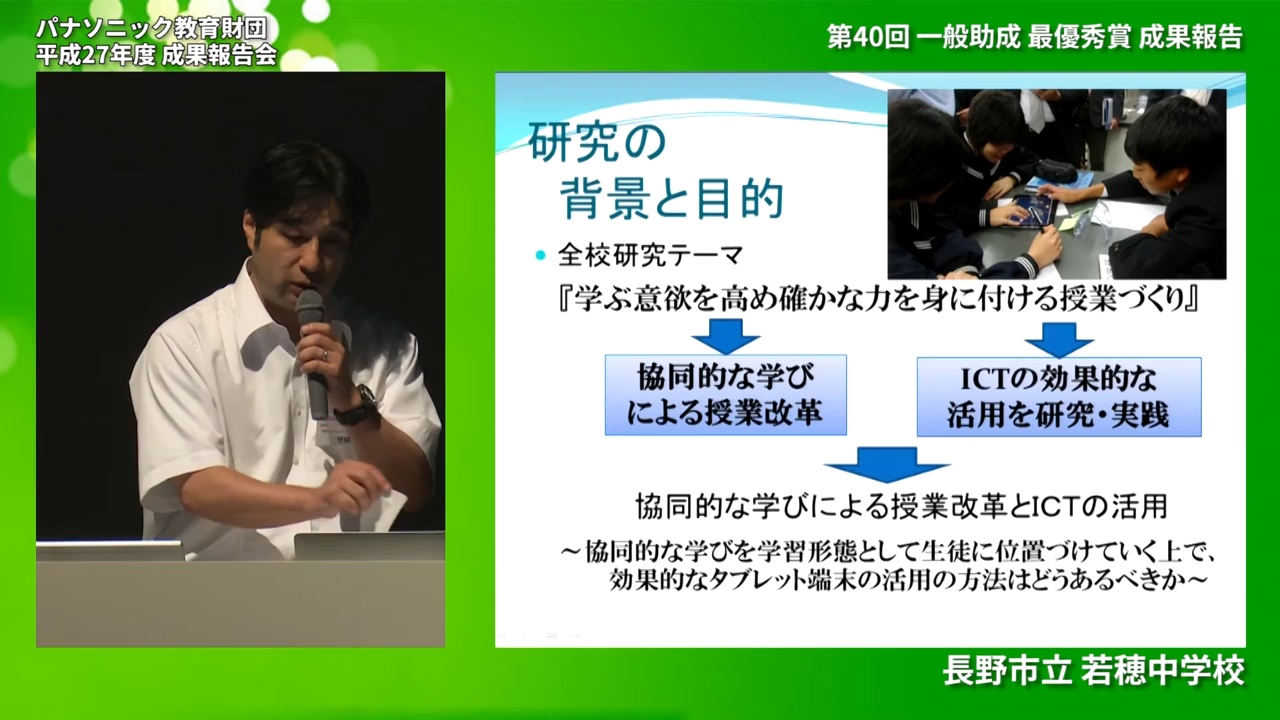 パナソニック教育財団
平成27年度 成果報告会
第40回 一般助成 最優秀賞 成果報告
研究の
背景と目的
• 全校研究テーマ
『学ぶ意欲を高め確かな力を身に付ける授業づくり』
協同的な学び
による授業改革
ICTの効果的な
活用を研究・実践
協同的な学びによる授業改革とICTの活用
～協同的な学びを学習形態として生徒に位置づけていく上で、
効果的なタブレット端末の活用の方法はどうあるべきか～
長野市立 若穂中学校